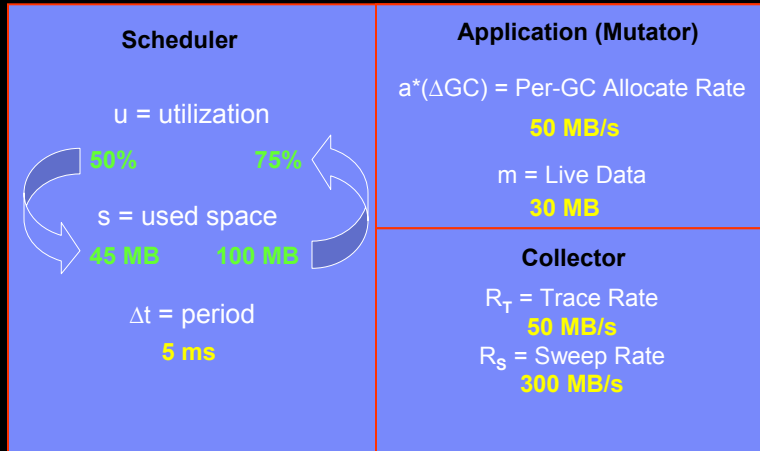 Scheduler
u = utilization
50% 75%
s = used space
45 MB 100 MB
Δt = period
5 ms
Application (Mutator)
a*(ΔGC) = Per-GC Allocate Rate
50 MB/s
m = Live Data
30 MB
Collector
R_T = Trace Rate
50 MB/s
R_S = Sweep Rate
300 MB/s